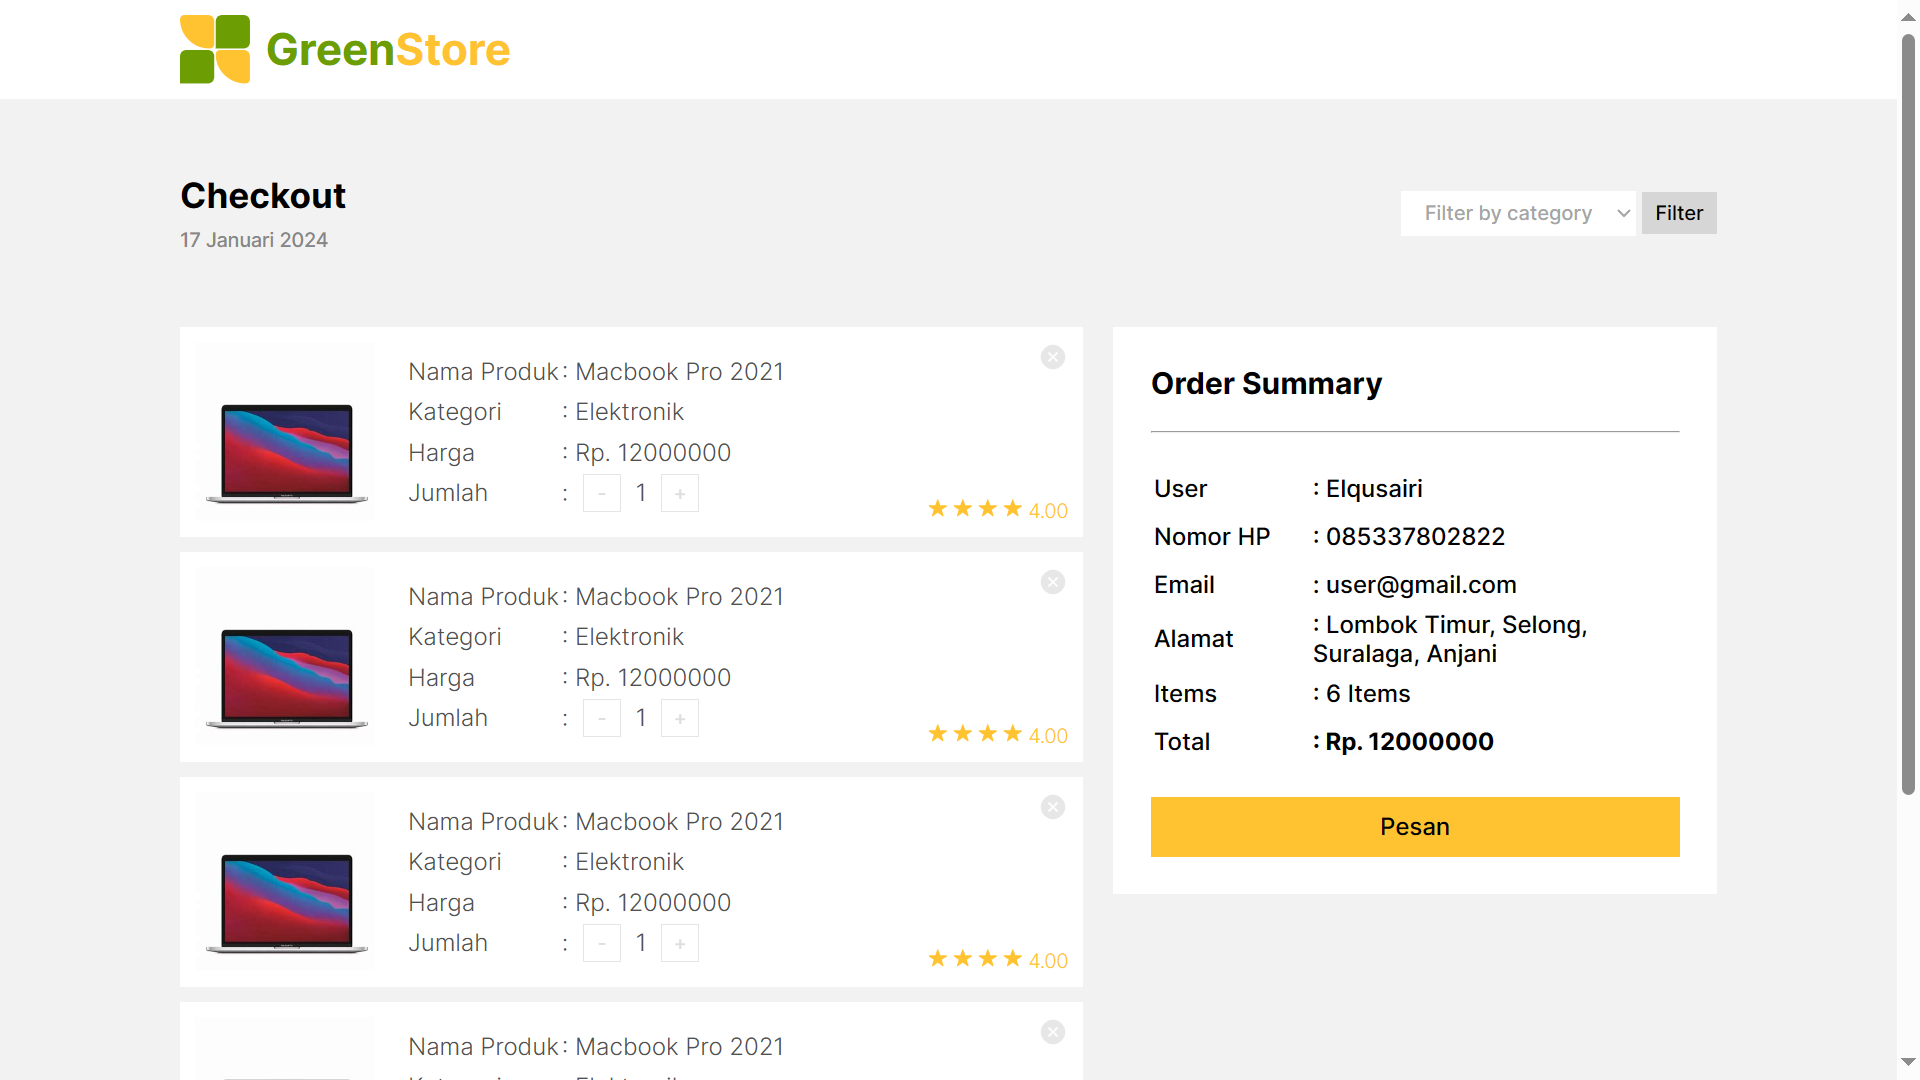 GreenStore
Checkout
17 Januari 2024
Filter by category
Filter
Nama Produk : Macbook Pro 2021
Kategori : Elektronik
Harga : Rp. 12000000
Jumlah : - 1 +
4.00
Nama Produk : Macbook Pro 2021
Kategori : Elektronik
Harga : Rp. 12000000
Jumlah : - 1 +
4.00
Nama Produk : Macbook Pro 2021
Kategori : Elektronik
Harga : Rp. 12000000
Jumlah : - 1 +
4.00
Nama Produk : Macbook Pro 2021
Order Summary
User : Elqusairi
Nomor HP : 085337802822
Email : user@gmail.com
Alamat : Lombok Timur, Selong,
Suralaga, Anjani
Items : 6 Items
Total : Rp. 12000000
Pesan